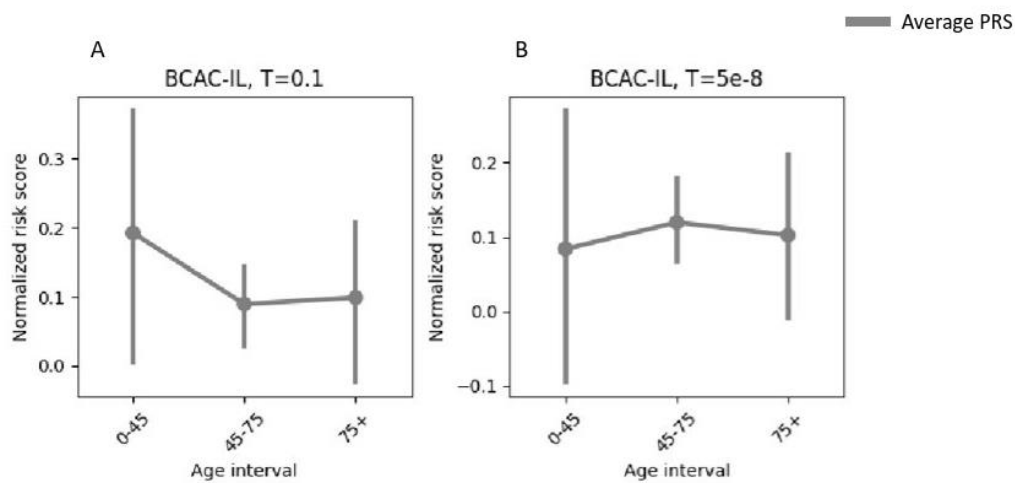 Average PRS
A
BCAC-IL, T=0.1
Normalized risk score
0.3
0.2
0.1
0.0
0-45
45-75
75+
Age interval
B
BCAC-IL, T=5e-8
Normalized risk score
0.2
0.1
0.0
−0.1
0-45
45-75
75+
Age interval